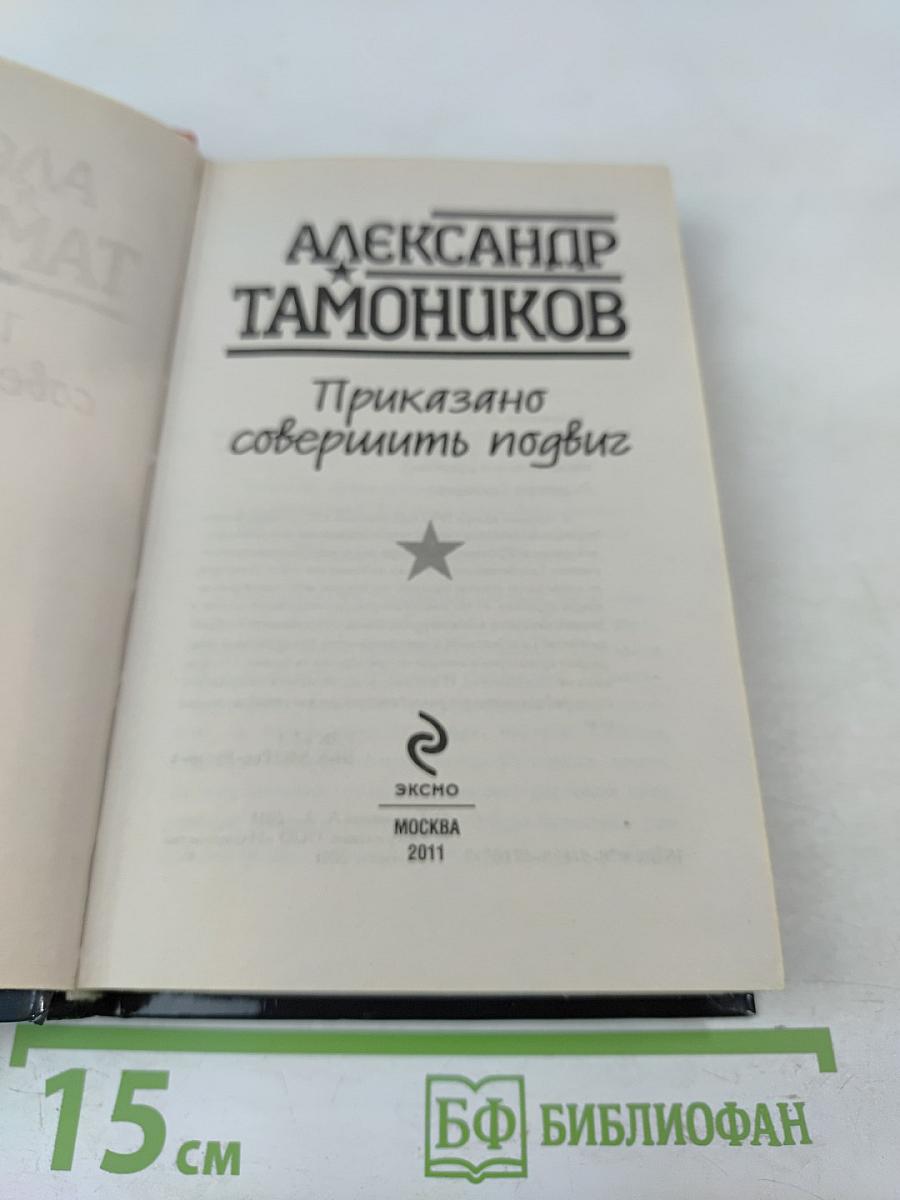 АЛЕКСАНДР
ТАМОНИКОВ
Приказано
совершить подвиг
ЭКСМО
МОСКВА
2011
15 см
БФ БИБЛИОФАН